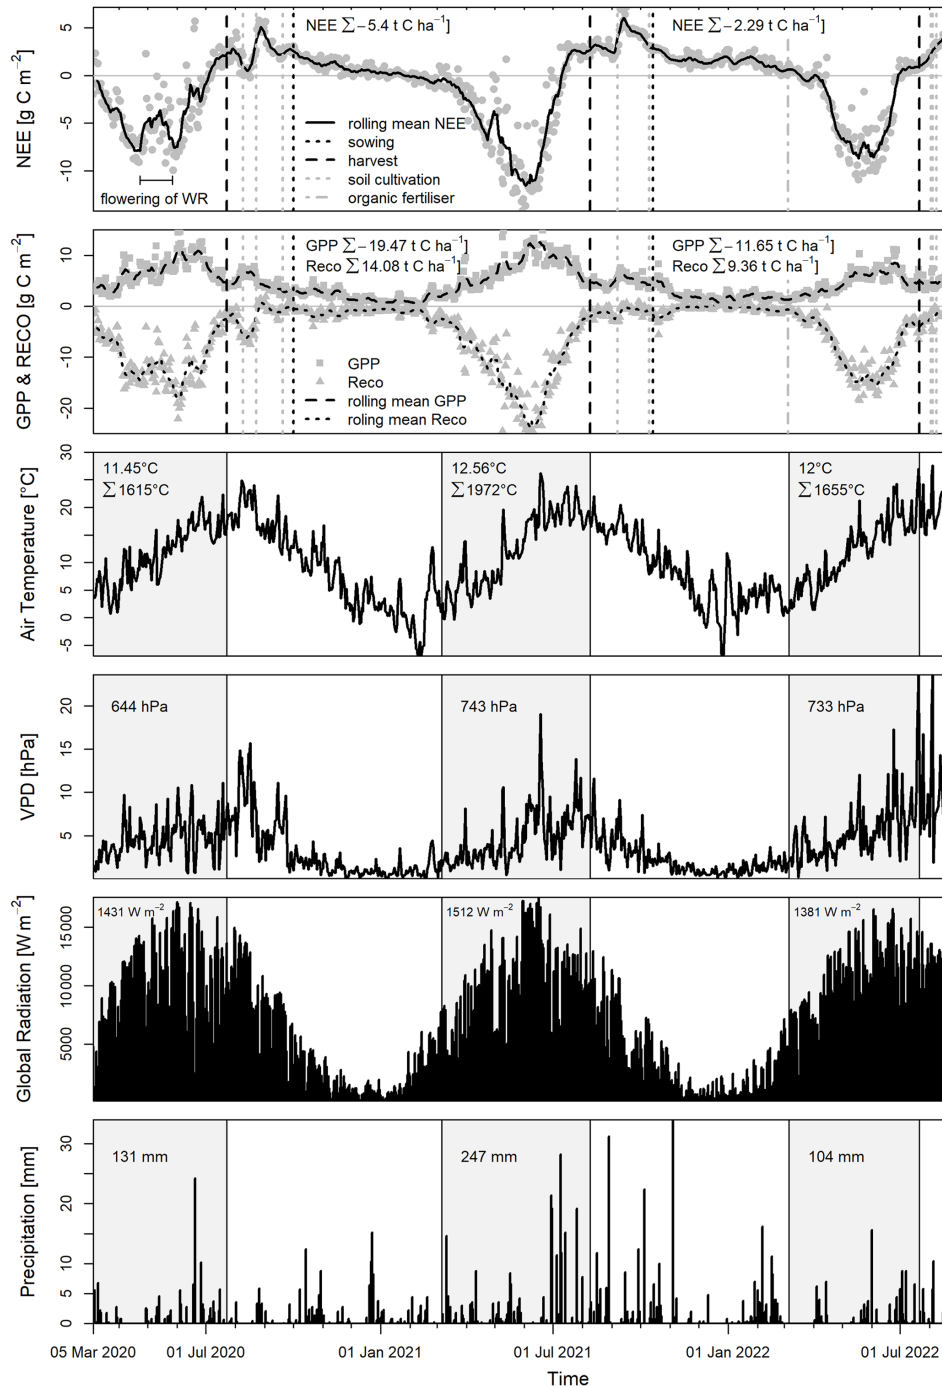 NEE [g C m⁻²]
5
0
-5
-10
NEE ∑−5.4 t C ha⁻¹]
NEE ∑−2.29 t C ha⁻¹]
rolling mean NEE
sowing
harvest
soil cultivation
organic fertiliser
flowering of WR
GPP & RECO [g C m⁻²]
10
0
-10
-20
GPP ∑−19.47 t C ha⁻¹]
Reco ∑14.08 t C ha⁻¹]
GPP ∑−11.65 t C ha⁻¹]
Reco ∑9.36 t C ha⁻¹]
GPP
Reco
rolling mean GPP
roling mean Reco
Air Temperature [°C]
30
20
10
5
0
-5
11.45°C
∑1615°C
12.56°C
∑1972°C
12°C
∑1655°C
VPD [hPa]
20
15
10
5
644 hPa
743 hPa
733 hPa
Global Radiation [W m⁻²]
15000
10000
5000
1431 W m⁻²
1512 W m⁻²
1381 W m⁻²
Precipitation [mm]
30
20
10
5
0
131 mm
247 mm
104 mm
05 Mar 2020
01 Jul 2020
01 Jan 2021
01 Jul 2021
01 Jan 2022
01 Jul 2022
Time